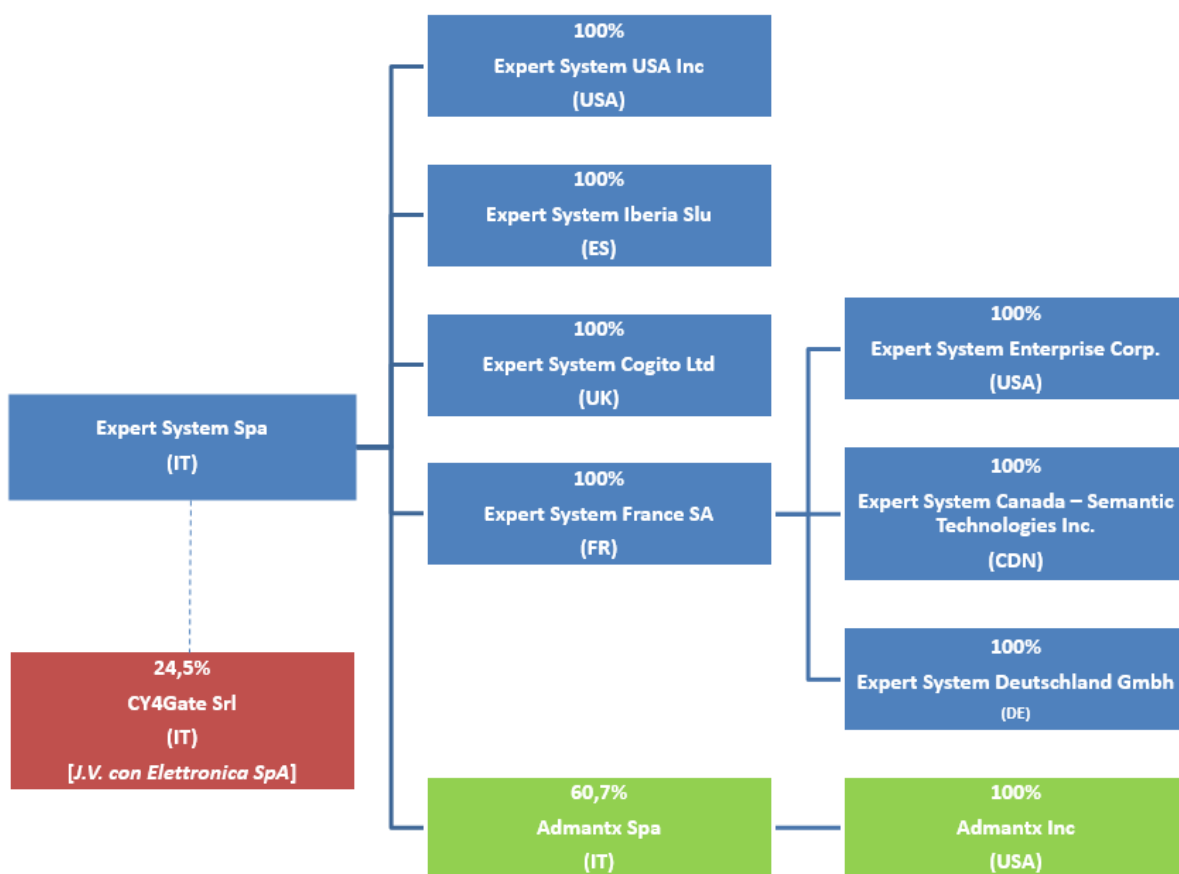 100%
Expert System USA Inc
(USA)
100%
Expert System Iberia Slu
(ES)
100%
Expert System Cogito Ltd
(UK)
100%
Expert System Enterprise Corp.
(USA)
Expert System Spa
(IT)
100%
Expert System France SA
(FR)
100%
Expert System Canada – Semantic
Technologies Inc.
(CDN)
100%
Expert System Deutschland Gmbh
(DE)
24,5%
CY4Gate Srl
(IT)
[J.V. con Elettronica SpA]
60,7%
Admantx Spa
(IT)
100%
Admantx Inc
(USA)